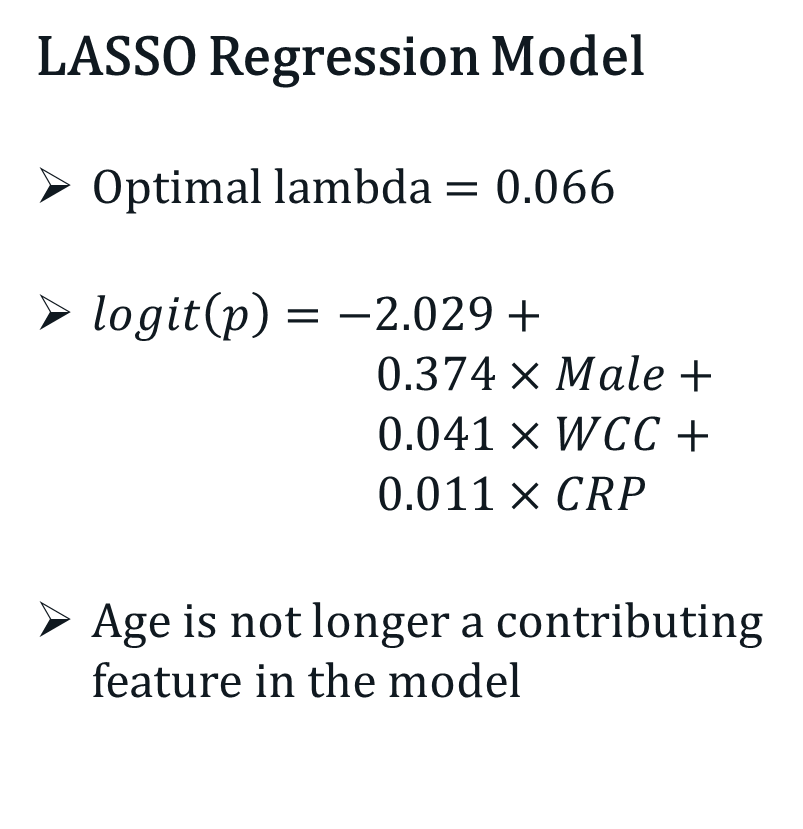 LASSO Regression Model
➢ Optimal lambda = 0.066
➢ logit(p) = −2.029 +
0.374 × Male +
0.041 × WCC +
0.011 × CRP
➢ Age is not longer a contributing
feature in the model